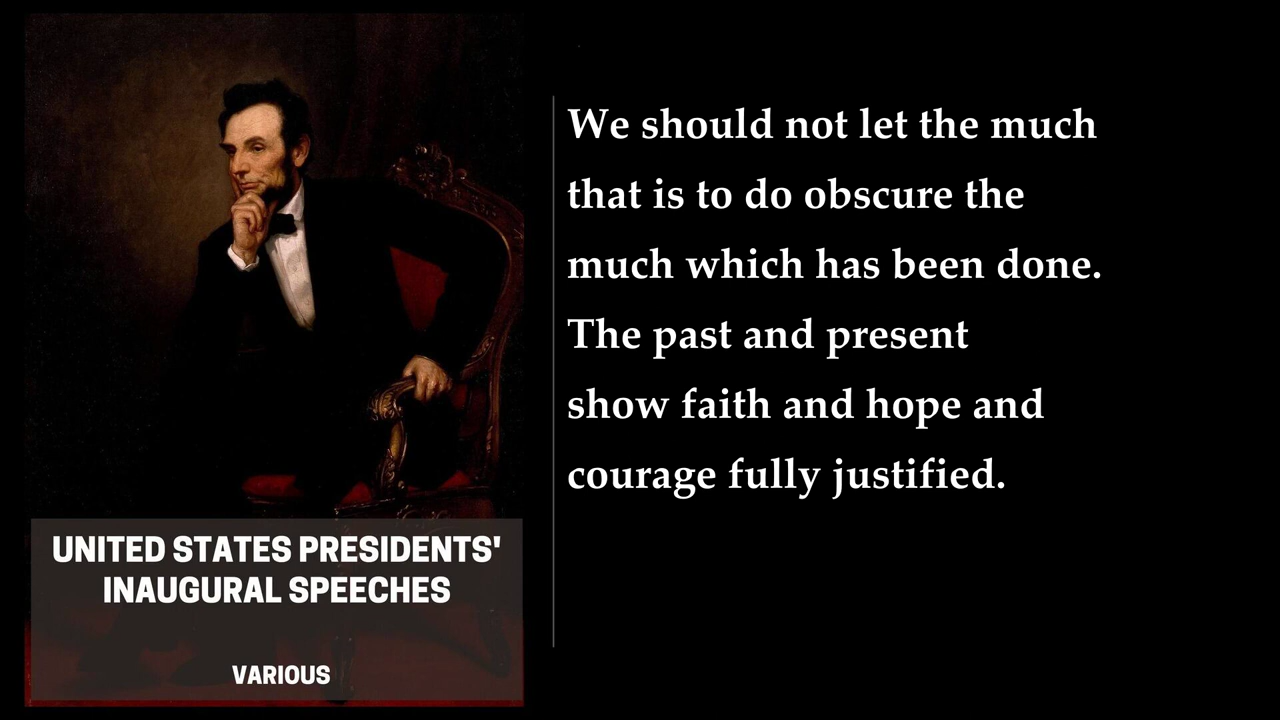 We should not let the much
that is to do obscure the
much which has been done.
The past and present
show faith and hope and
courage fully justified.
UNITED STATES PRESIDENTS'
INAUGURAL SPEECHES
VARIOUS